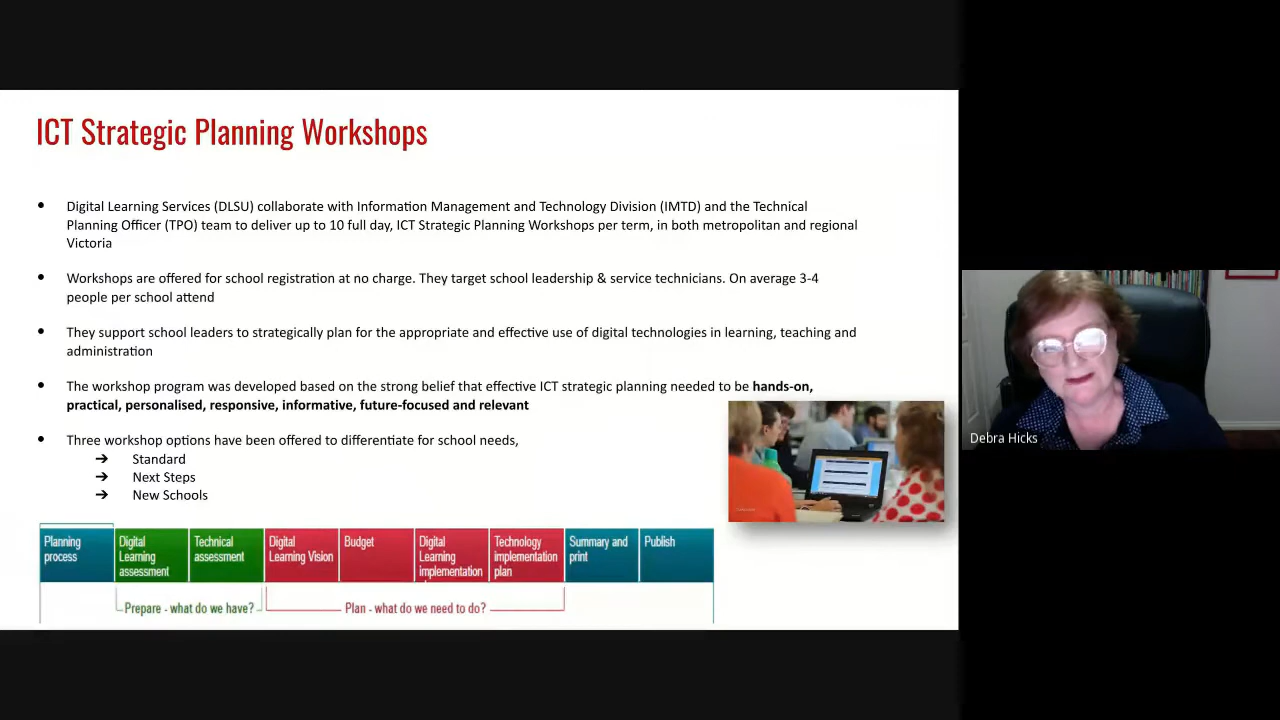 ICT Strategic Planning Workshops
• Digital Learning Services (DLSU) collaborate with Information Management and Technology Division (IMTD) and the Technical
Planning Officer (TPO) team to deliver up to 10 full day, ICT Strategic Planning Workshops per term, in both metropolitan and regional
Victoria
• Workshops are offered for school registration at no charge. They target school leadership & service technicians. On average 3-4
people per school attend
• They support school leaders to strategically plan for the appropriate and effective use of digital technologies in learning, teaching and
administration
• The workshop program was developed based on the strong belief that effective ICT strategic planning needed to be hands-on,
practical, personalised, responsive, informative, future-focused and relevant
• Three workshop options have been offered to differentiate for school needs,
➔ Standard
➔ Next Steps
➔ New Schools
Planning
process
Digital
Learning
assessment
Technical
assessment
Digital
Learning Vision
Budget
Digital
Learning
implementation
Technology
implementation
plan
Summary and
print
Publish
Prepare - what do we have?
Plan - what do we need to do?
Debra Hicks